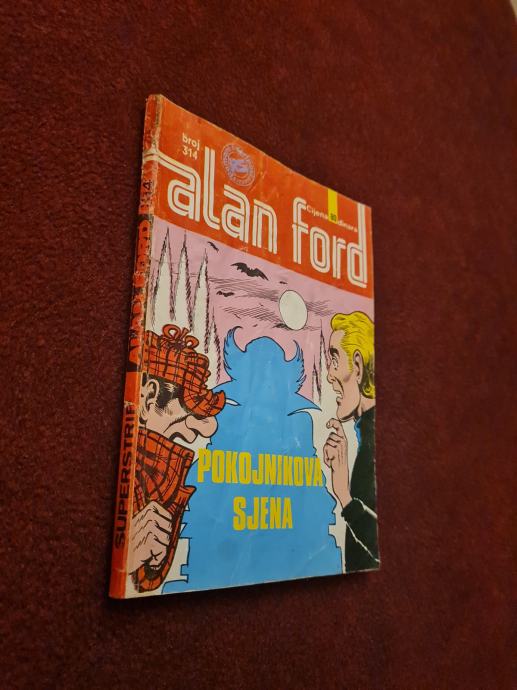 broj
314
Cijena dinara
alan ford
POKOJNIKOVA
SJENA
SUPERSTRIP ALAN FORD 314